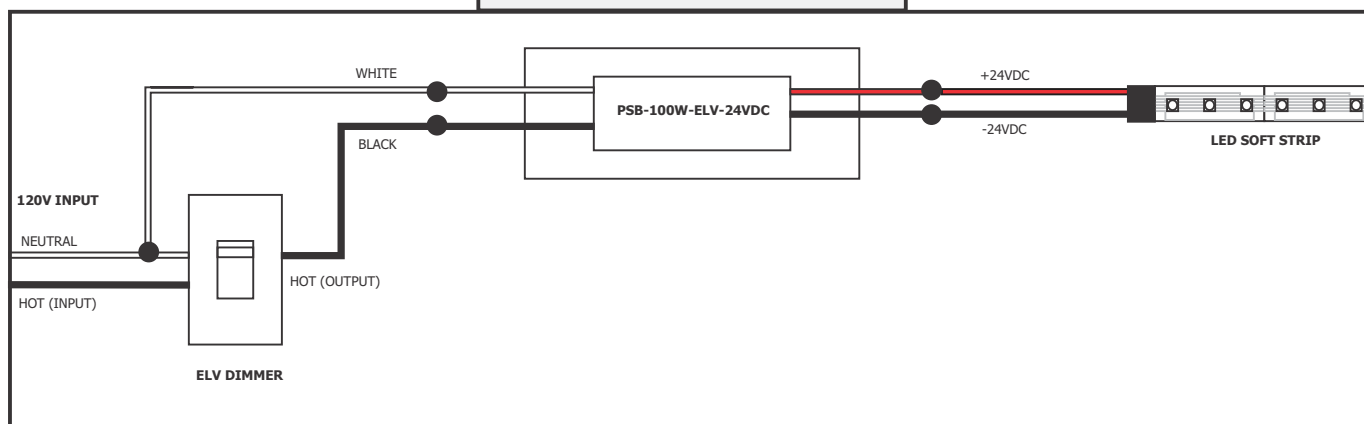 WHITE
+24VDC
PSB-100W-ELV-24VDC
BLACK
-24VDC
LED SOFT STRIP
120V INPUT
NEUTRAL
HOT (OUTPUT)
HOT (INPUT)
ELV DIMMER